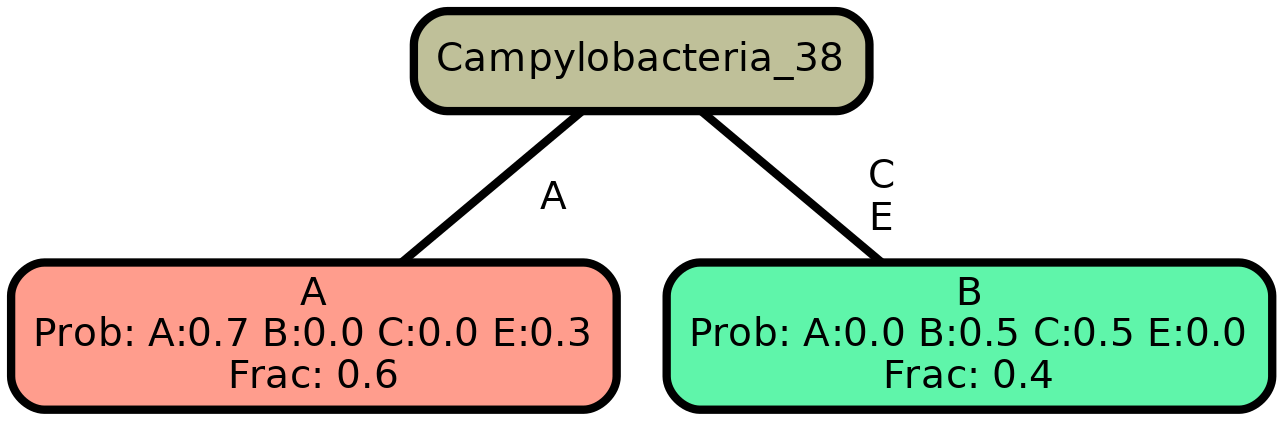 Campylobacteria_38
A
C
E
A
Prob: A:0.7 B:0.0 C:0.0 E:0.3
Frac: 0.6
B
Prob: A:0.0 B:0.5 C:0.5 E:0.0
Frac: 0.4